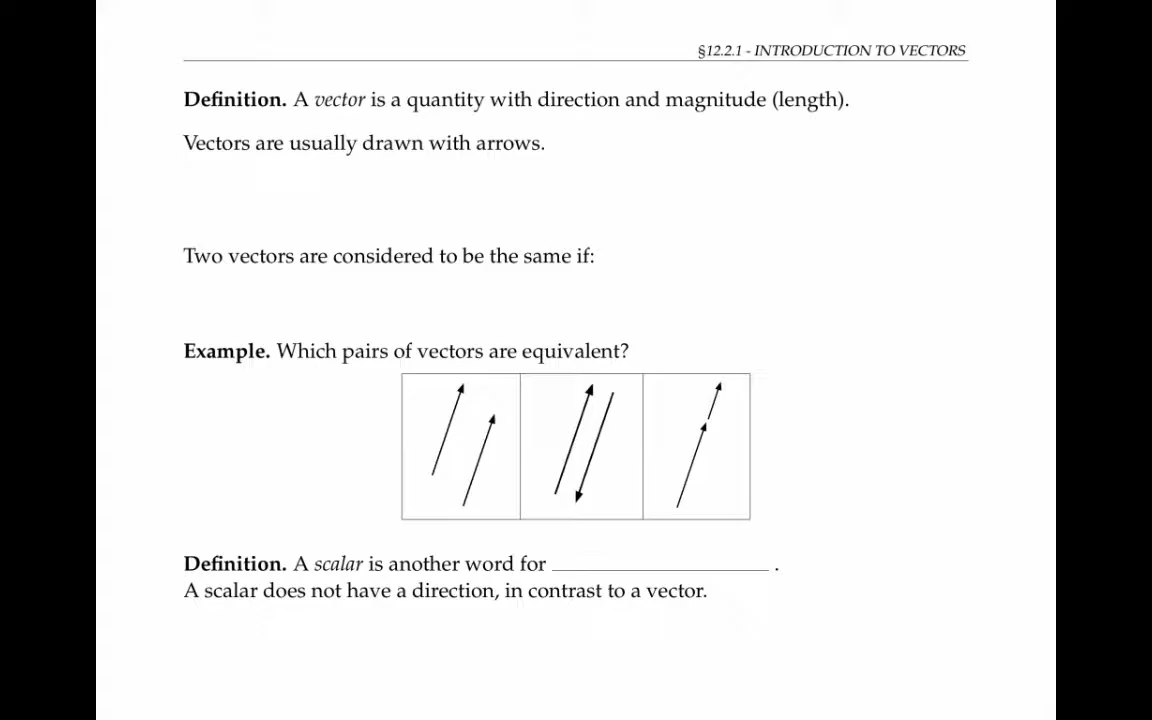 §12.2.1 - INTRODUCTION TO VECTORS
Definition. A vector is a quantity with direction and magnitude (length).
Vectors are usually drawn with arrows.
Two vectors are considered to be the same if:
Example. Which pairs of vectors are equivalent?
Definition. A scalar is another word for ____________________ .
A scalar does not have a direction, in contrast to a vector.